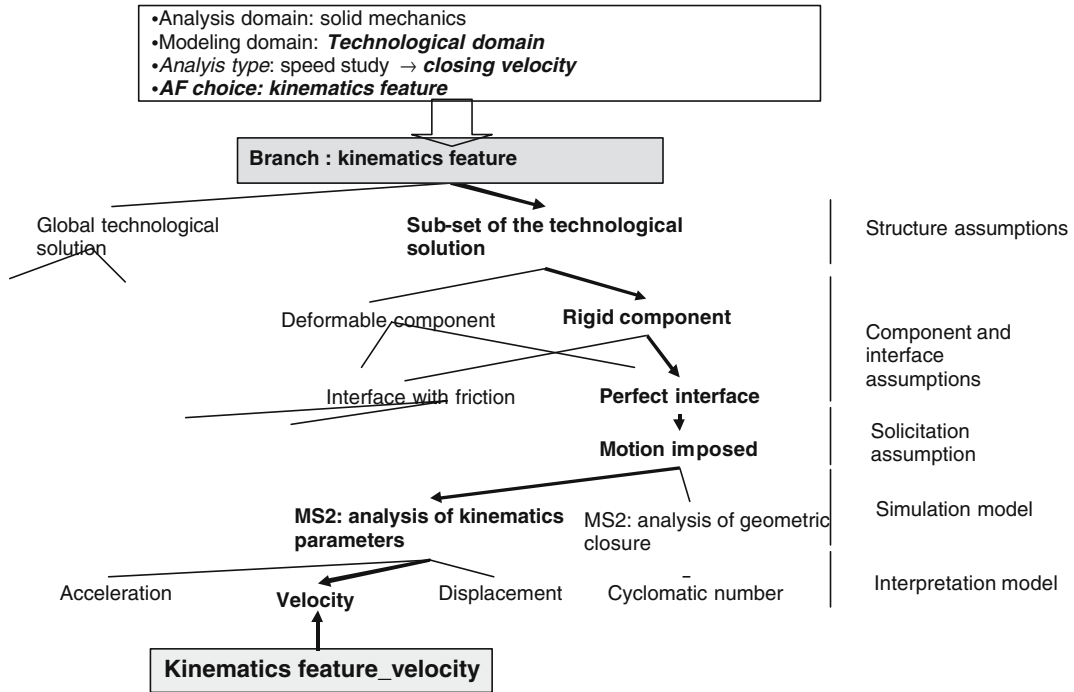 •Analysis domain: solid mechanics
•Modeling domain: Technological domain
•Analyis type: speed study → closing velocity
•AF choice: kinematics feature
Branch : kinematics feature
Global technological
solution
Sub-set of the technological
solution
Structure assumptions
Deformable component
Rigid component
Component and
interface
assumptions
Interface with friction
Perfect interface
Motion imposed
Solicitation
assumption
MS2: analysis of kinematics
parameters
MS2: analysis of geometric
closure
Simulation model
Acceleration
Velocity
Displacement
Cyclomatic number
Interpretation model
Kinematics feature_velocity